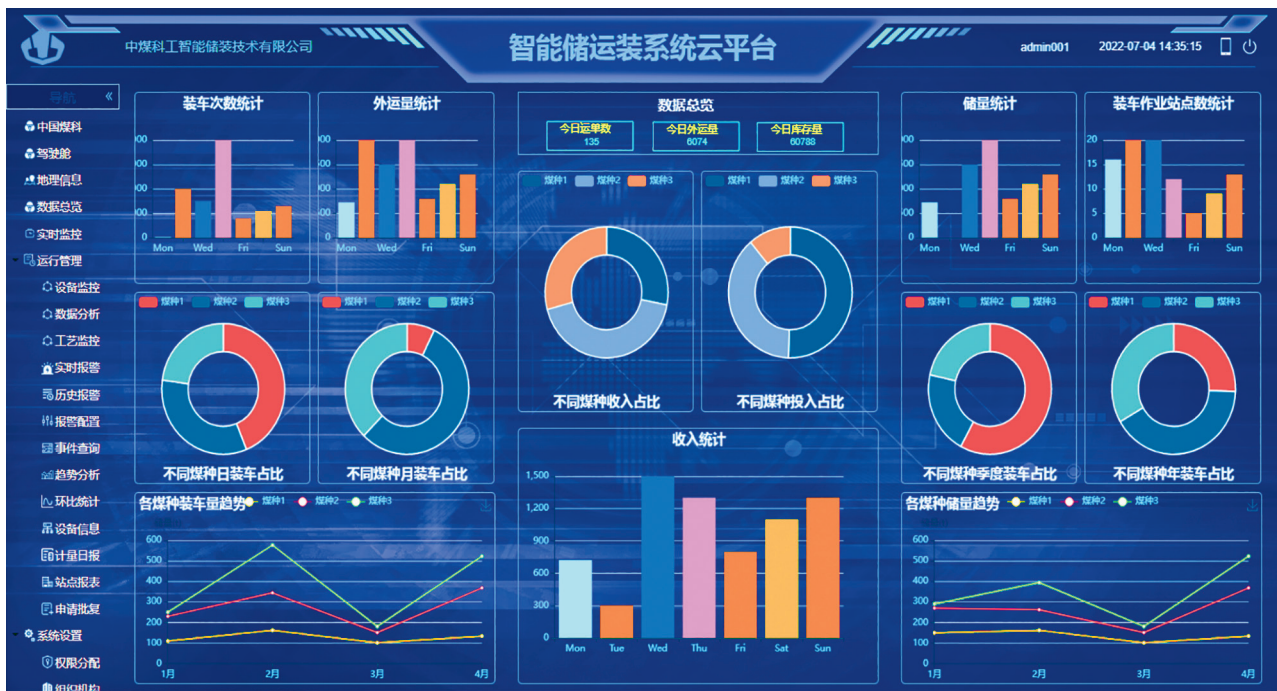 中煤科工智能储装技术有限公司
智能储运装系统云平台
admin001
2022-07-04 14:35:15
导航 «
中国煤科
驾驶舱
地理信息
数据总览
实时监控
运行管理
设备监控
数据分析
工艺监控
实时报警
历史报警
报警配置
事件查询
趋势分析
环比统计
设备信息
计量日报
站点报表
申请批复
系统设置
权限分配
组织机构
装车次数统计
0
Mon Wed Fri Sun
外运量统计
0
Mon Wed Fri Sun
数据总览
今日运单数 今日外运量 今日库存量
135 6074 60788
储量统计
0
Mon Wed Fri Sun
装车作业站点数统计
20
15
10
5
0
Mon Wed Fri Sun
煤种1 煤种2 煤种3
不同煤种日装车占比
煤种1 煤种2 煤种3
不同煤种月装车占比
煤种1 煤种2 煤种3
不同煤种收入占比
煤种1 煤种2 煤种3
不同煤种投入占比
煤种1 煤种2 煤种3
不同煤种季度装车占比
煤种1 煤种2 煤种3
不同煤种年装车占比
各煤种装车量趋势 煤种1 煤种2 煤种3
600
500
400
300
200
100
0
1月 2月 3月 4月
收入统计
1,500
1,200
900
600
300
0
Mon Tue Wed Thu Fri Sat Sun
各煤种储量趋势 煤种1 煤种2 煤种3
600
500
400
300
200
100
0
1月 2月 3月 4月